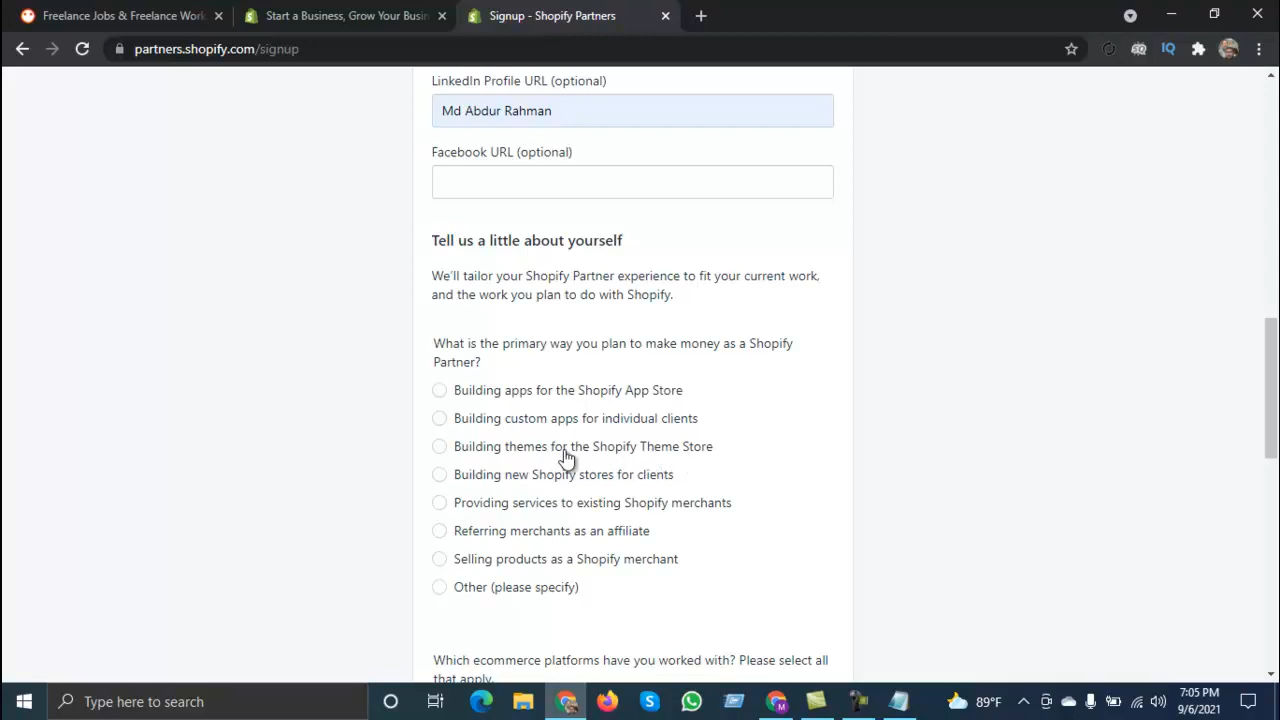 Freelance Jobs & Freelance Work
Start a Business, Grow Your Busin
Signup - Shopify Partners
partners.shopify.com/signup
IQ
LinkedIn Profile URL (optional)
Md Abdur Rahman
Facebook URL (optional)
Tell us a little about yourself
We'll tailor your Shopify Partner experience to fit your current work,
and the work you plan to do with Shopify.
What is the primary way you plan to make money as a Shopify
Partner?
Building apps for the Shopify App Store
Building custom apps for individual clients
Building themes for the Shopify Theme Store
Building new Shopify stores for clients
Providing services to existing Shopify merchants
Referring merchants as an affiliate
Selling products as a Shopify merchant
Other (please specify)
Which ecommerce platforms have you worked with? Please select all
that apply.
Type here to search
89°F
7:05 PM
9/6/2021